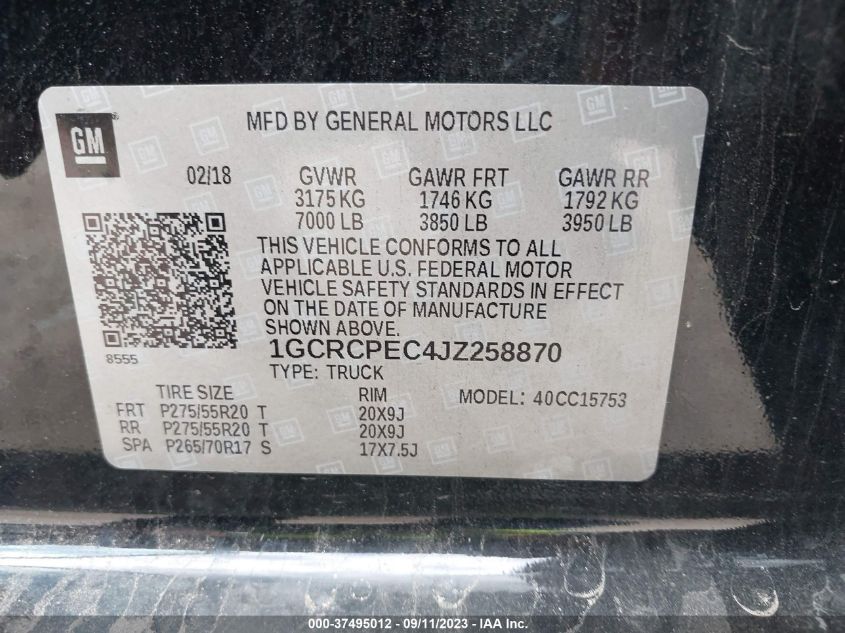 GM
MFD BY GENERAL MOTORS LLC
02/18 GVWR GAWR FRT GAWR RR
3175 KG 1746 KG 1792 KG
7000 LB 3850 LB 3950 LB
THIS VEHICLE CONFORMS TO ALL
APPLICABLE U.S. FEDERAL MOTOR
VEHICLE SAFETY STANDARDS IN EFFECT
ON THE DATE OF MANUFACTURE
SHOWN ABOVE.
8555
1GCRCPEC4JZ258870
TYPE: TRUCK
TIRE SIZE RIM MODEL: 40CC15753
FRT P275/55R20 T 20X9J
RR P275/55R20 T 20X9J
SPA P265/70R17 S 17X7.5J
000-37495012 - 09/11/2023 - IAA Inc.